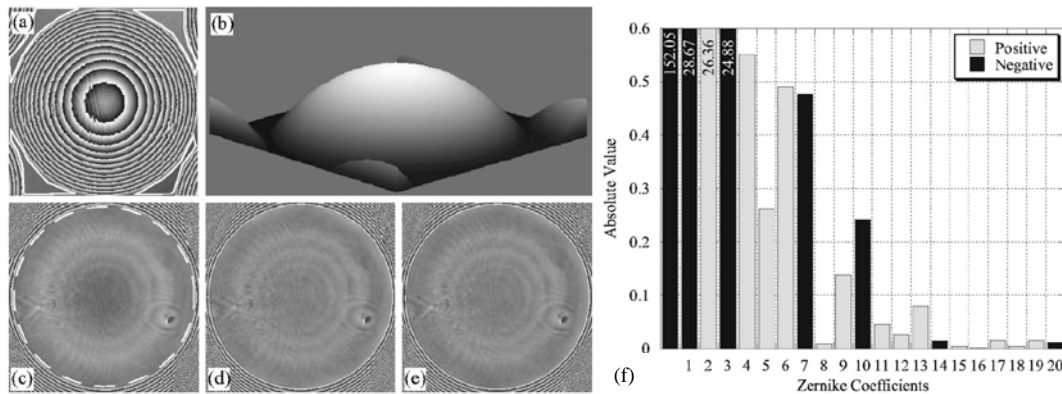 (a)
(b)
(c)
(d)
(e)
0.6
0.5
0.4
0.3
0.2
0.1
0
Absolute Value
152.05
28.67
26.36
24.88
Positive
Negative
1 2 3 4 5 6 7 8 9 10 11 12 13 14 15 16 17 18 19 20
Zernike Coefficients
(f)